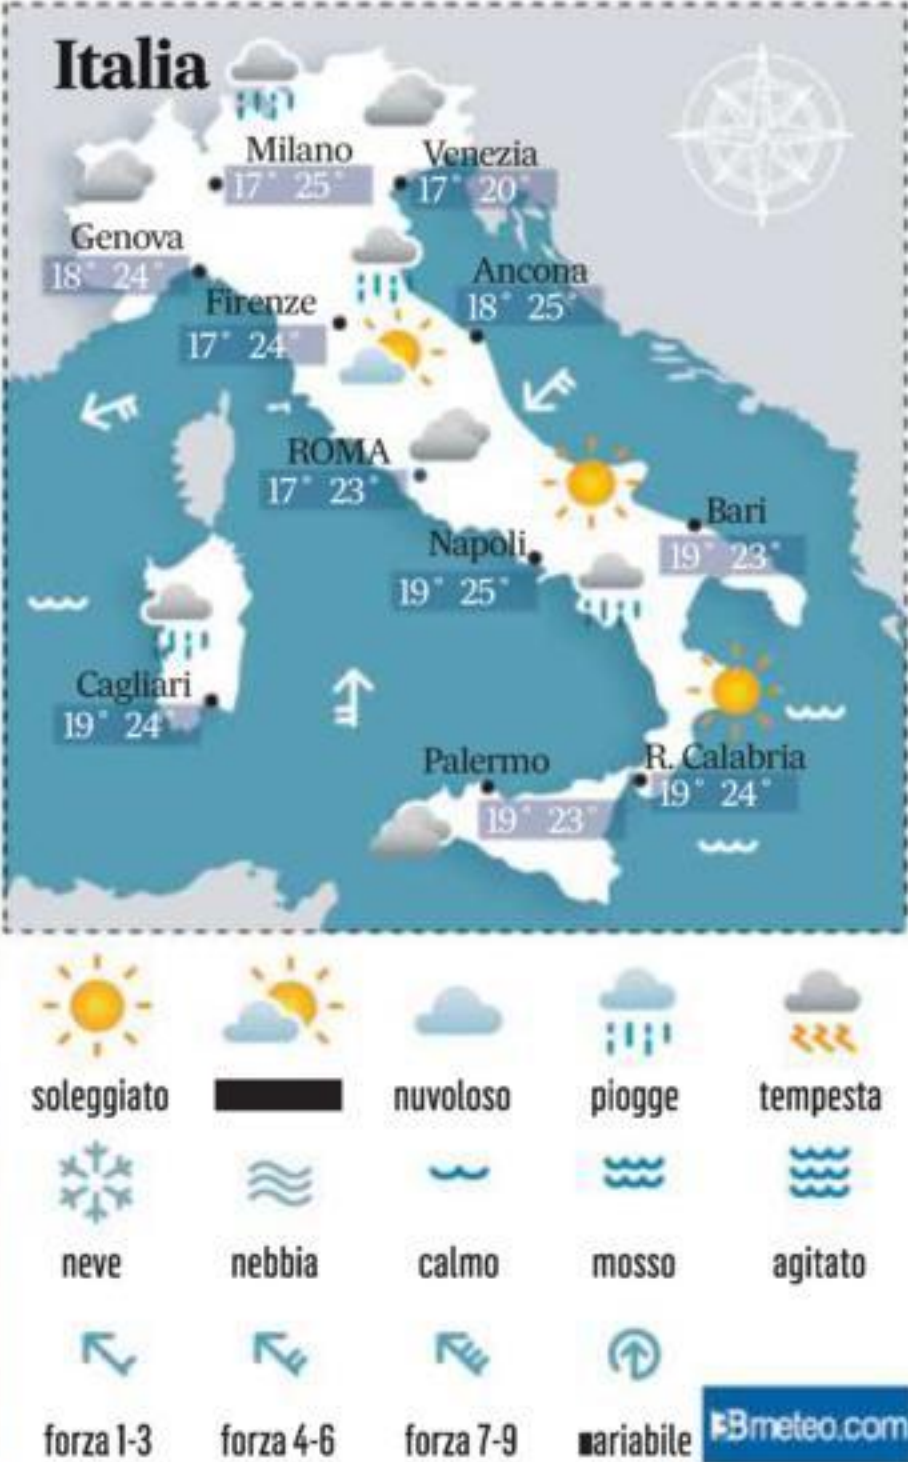 Italia
Milano
17° 25°
Venezia
17° 20°
Genova
18° 24°
Ancona
18° 25°
Firenze
17° 24°
ROMA
17° 23°
Bari
19° 23°
Napoli
19° 25°
Cagliari
19° 24
Palermo
19° 23°
R. Calabria
19° 24°
soleggiato nuvoloso piogge tempesta
neve nebbia calmo mosso agitato
forza 1-3 forza 4-6 forza 7-9 ariabile
Bmeteo.com